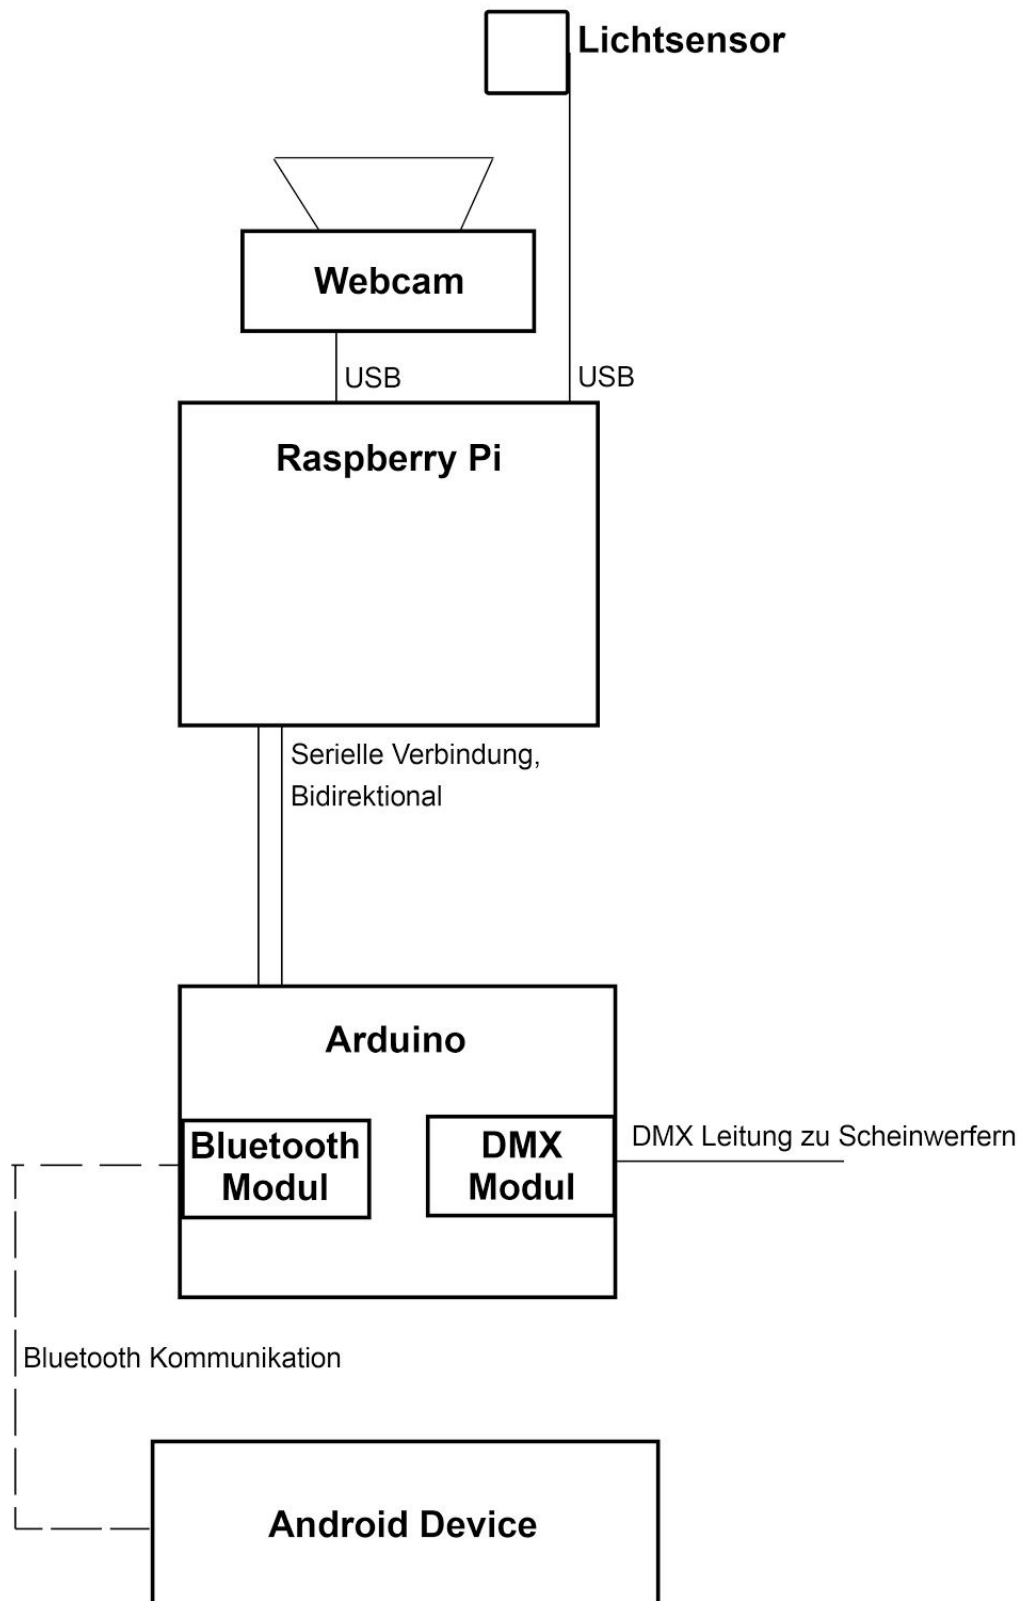 Lichtsensor
Webcam
USB
USB
Raspberry Pi
Serielle Verbindung,
Bidirektional
Arduino
Bluetooth
Modul
DMX
Modul
DMX Leitung zu Scheinwerfern
Bluetooth Kommunikation
Android Device